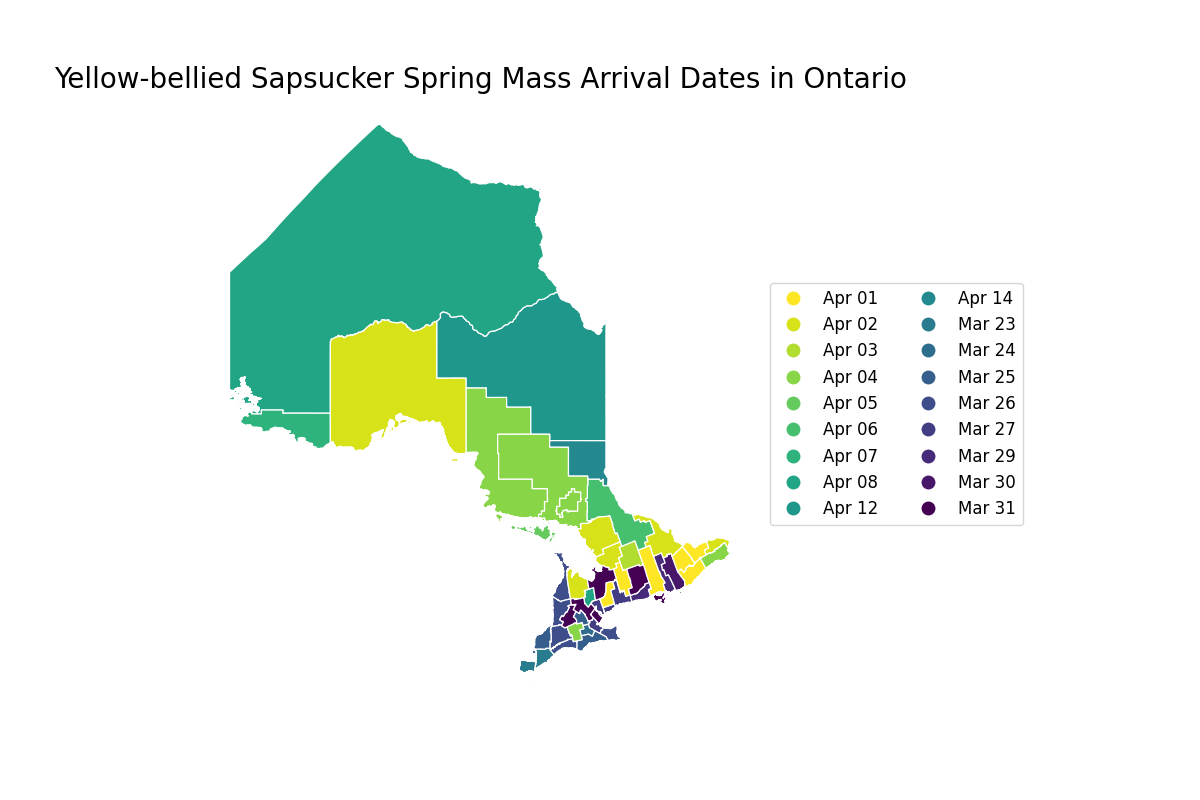 Yellow-bellied Sapsucker Spring Mass Arrival Dates in Ontario
Apr 01
Apr 02
Apr 03
Apr 04
Apr 05
Apr 06
Apr 07
Apr 08
Apr 12
Apr 14
Mar 23
Mar 24
Mar 25
Mar 26
Mar 27
Mar 29
Mar 30
Mar 31